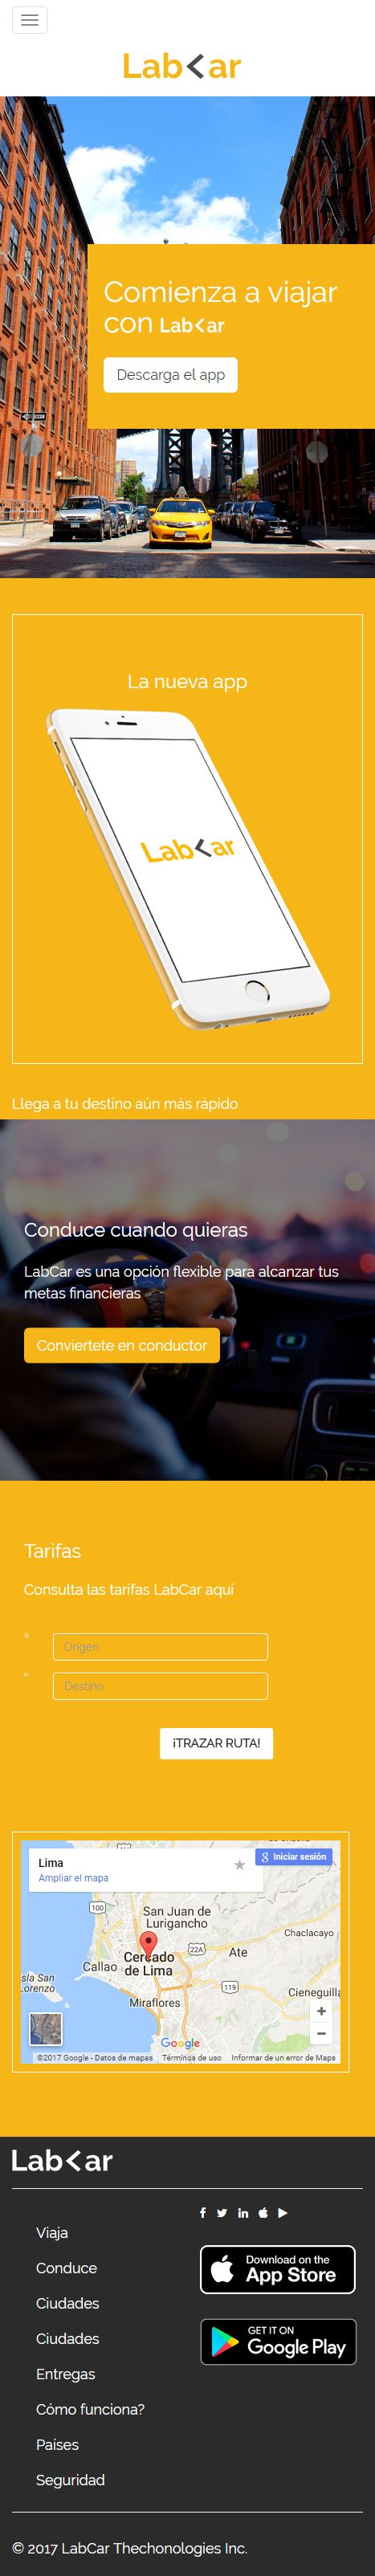 Lab<ar
Comienza a viajar
con Lab<ar
Descarga el app
La nueva app
Lab<ar
Llega a tu destino aún más rápido
Conduce cuando quieras
LabCar es una opción flexible para alcanzar tus
metas financieras
Conviertete en conductor
Tarifas
Consulta las tarifas LabCar aquí
Origen
Destino
¡TRAZAR RUTA!
Lima
Ampliar el mapa
Iniciar sesión
100
San Juan de
Lurigancho
Chaclacayo
22A
Ate
Callao
Cercado
de Lima
119
Cieneguilla
Isla San
Lorenzo
Miraflores
Google
©2017 Google - Datos de mapas
Términos de uso
Informar de un error de Maps
Lab<ar
Viaja
Conduce
Ciudades
Ciudades
Entregas
Cómo funciona?
Países
Seguridad
Download on the
App Store
GET IT ON
Google Play
© 2017 LabCar Thechonologies Inc.